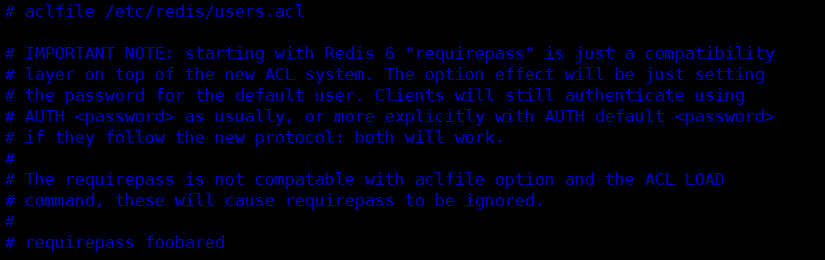 # aclfile /etc/redis/users.acl
# IMPORTANT NOTE: starting with Redis 6 "requirepass" is just a compatibility
# layer on top of the new ACL system. The option effect will be just setting
# the password for the default user. Clients will still authenticate using
# AUTH <password> as usually, or more explicitly with AUTH default <password>
# if they follow the new protocol: both will work.
#
# The requirepass is not compatable with aclfile option and the ACL LOAD
# command, these will cause requirepass to be ignored.
#
# requirepass foobared